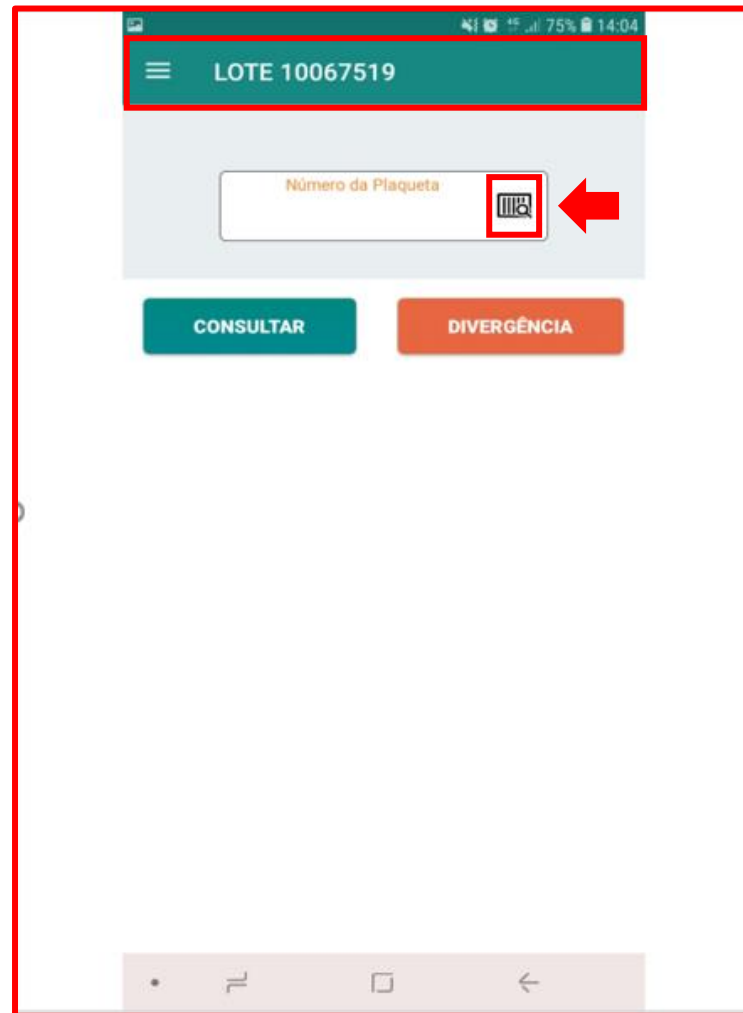 75% 14:04
LOTE 10067519
Número da Plaqueta
CONSULTAR
DIVERGÊNCIA